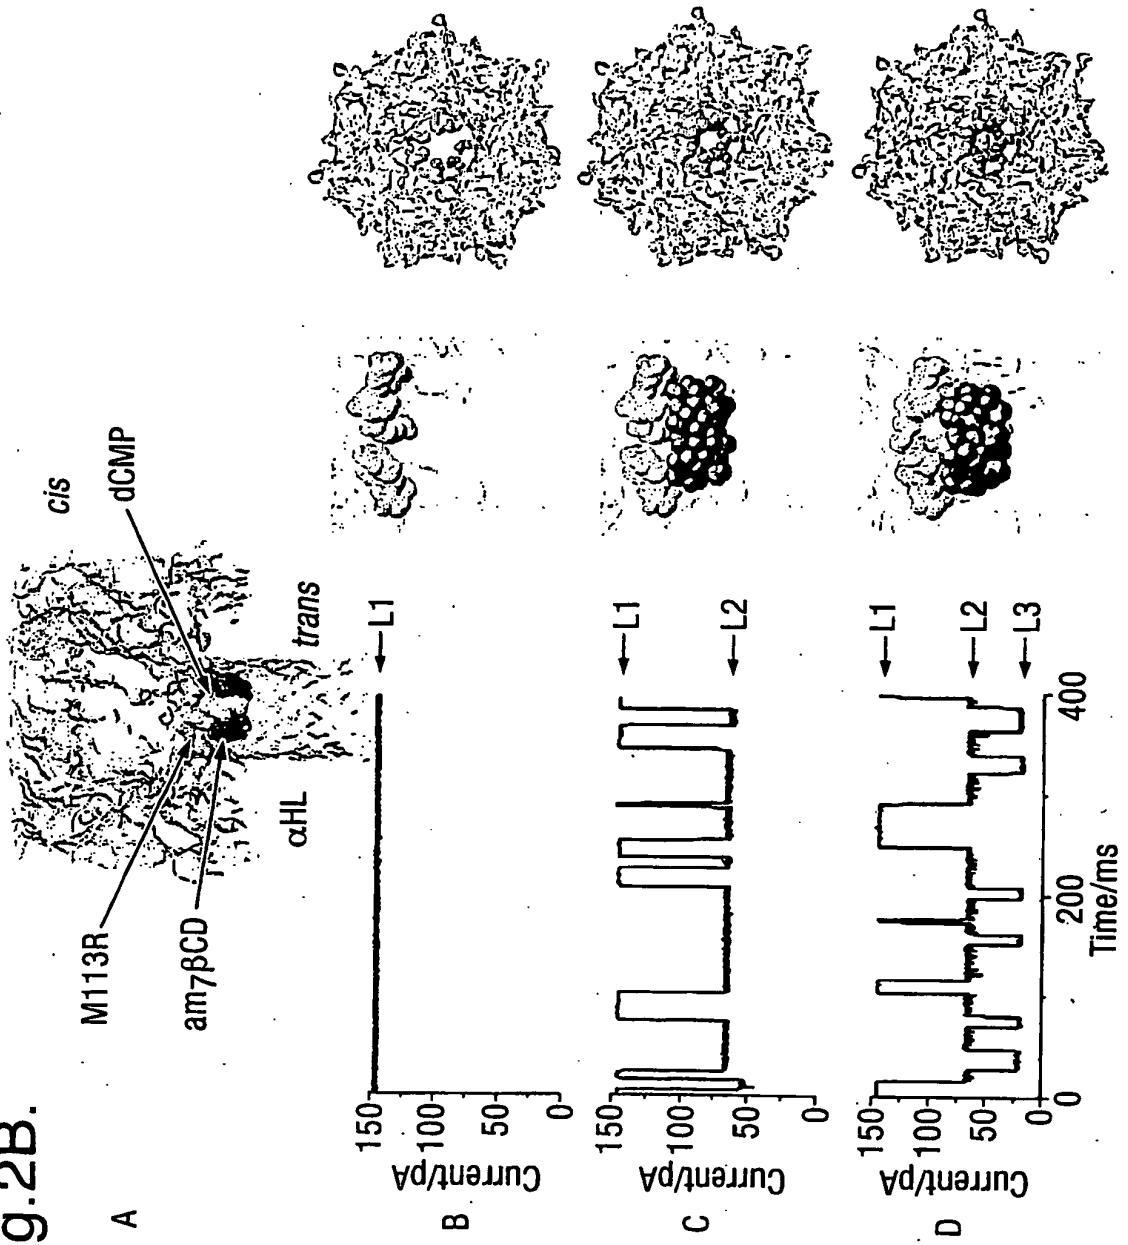 g.2B.
A
M113R
am7βCD
αHL
cis
dCMP
trans
B
Current/pA
150
100
50
0
L1
C
Current/pA
150
100
50
0
L1
L2
D
Current/pA
150
100
50
0
L1
L2
L3
0
200
400
Time/ms